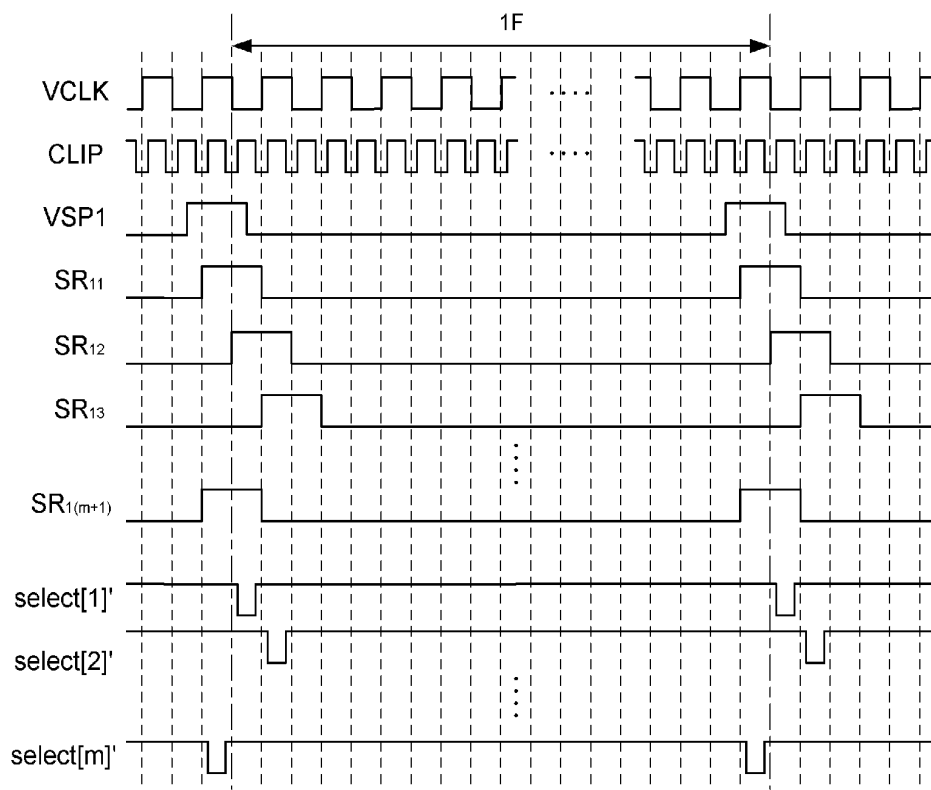 1F
VCLK
CLIP
VSP1
SR11
SR12
SR13
SR1(m+1)
select[1]'
select[2]'
select[m]'